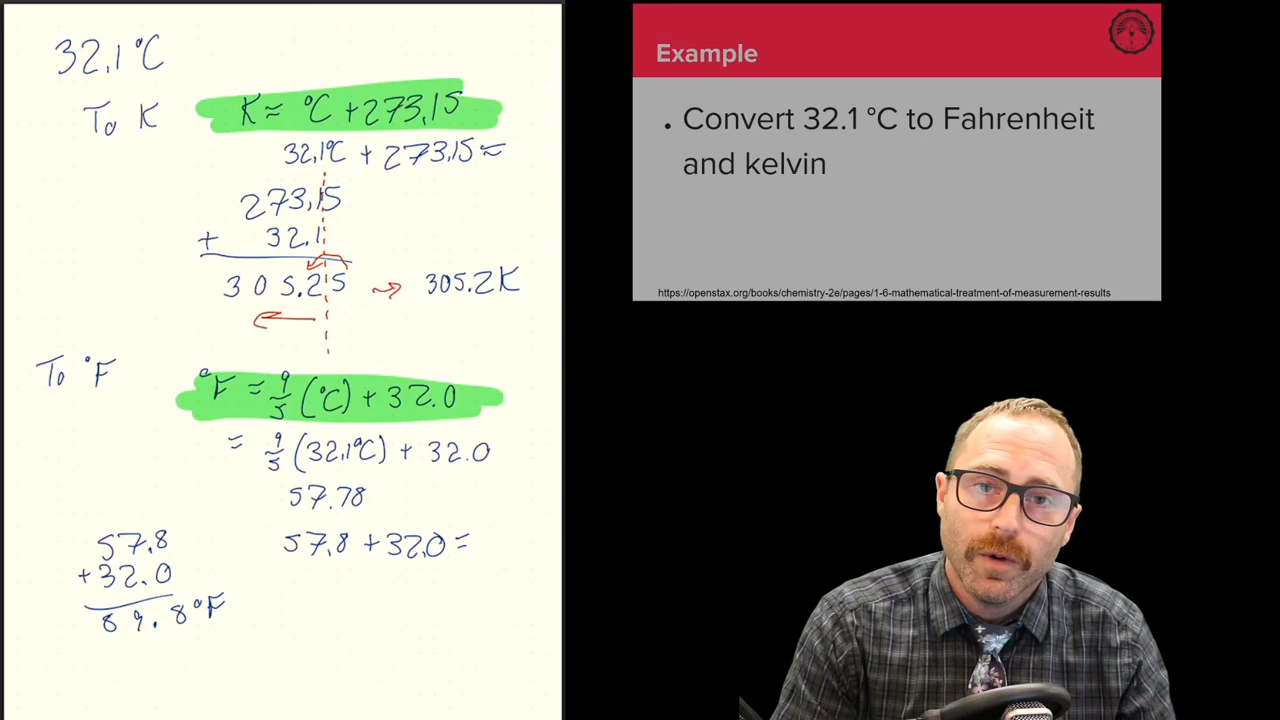 32.1 °C
To K
K = °C + 273.15
32.1°C + 273.15 =
273.15
+ 32.1
305.25 → 305.2K
To °F
°F = 9/5 (°C) + 32.0
= 9/5 (32.1°C) + 32.0
57.78
57.8 + 32.0 =
57.8
+32.0
89.8°F
Example
• Convert 32.1 °C to Fahrenheit
and kelvin
https://openstax.org/books/chemistry-2e/pages/1-6-mathematical-treatment-of-measurement-results